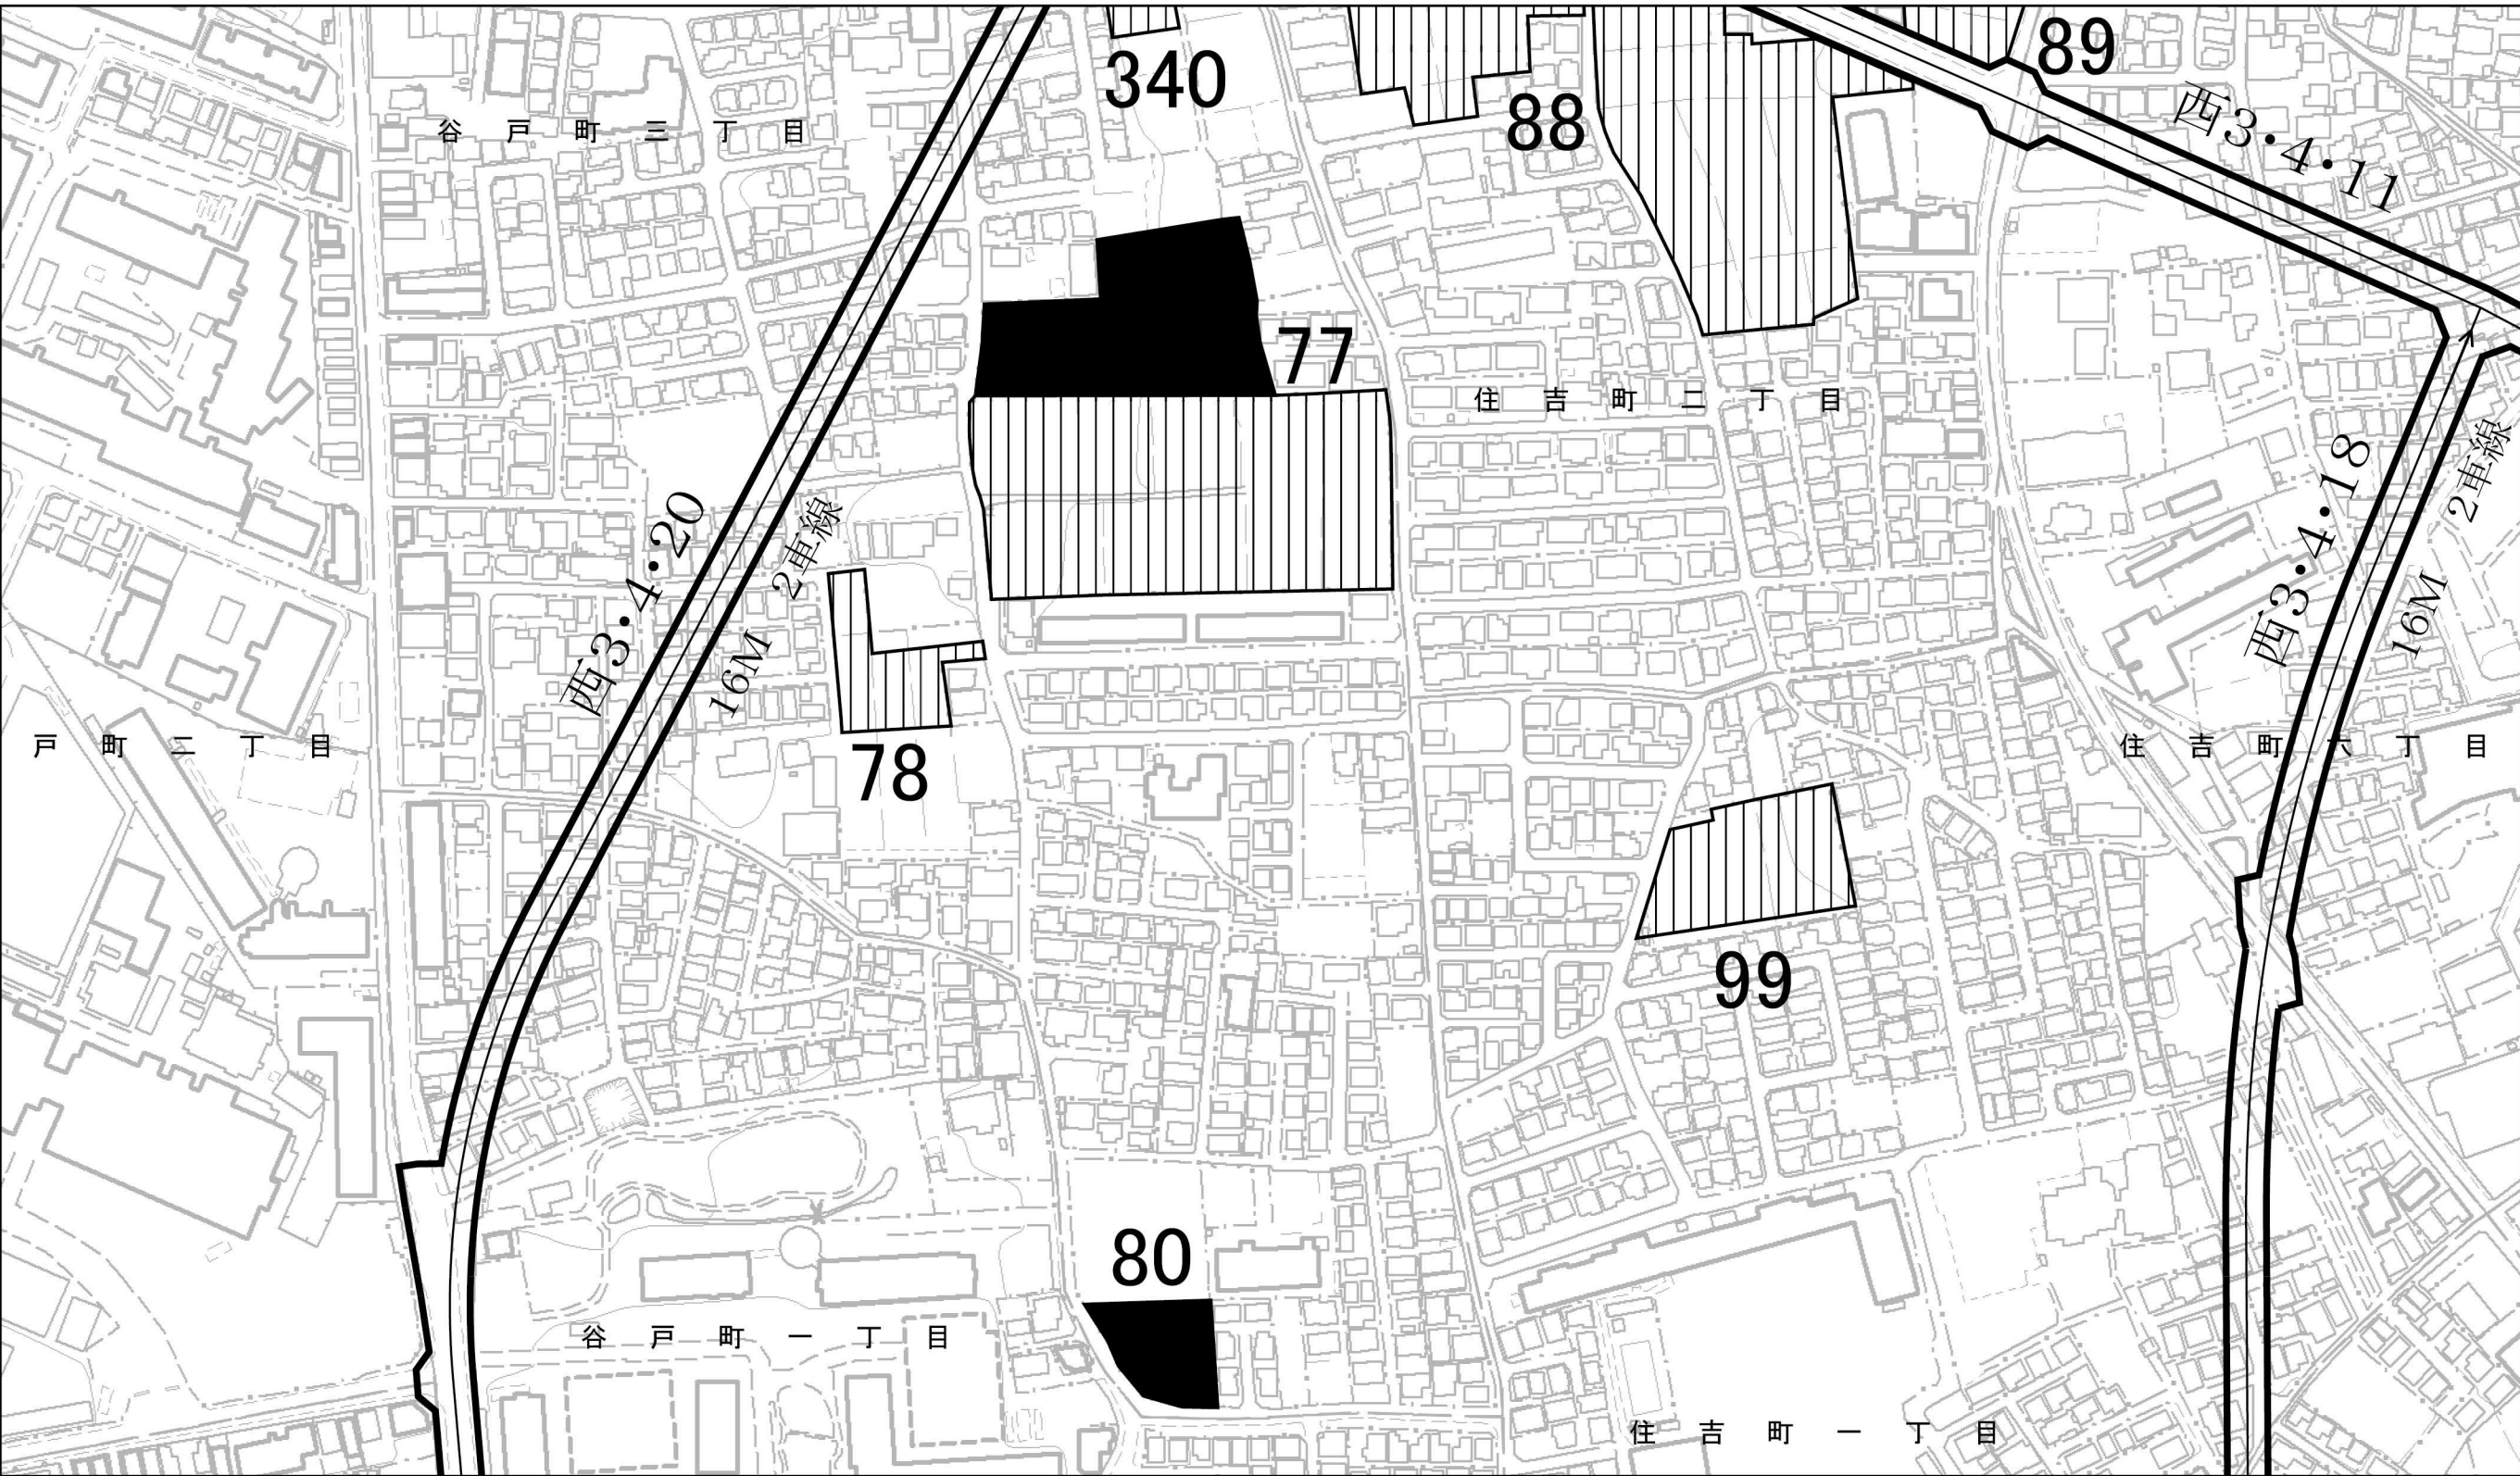 89
340
88
西3・4・11
谷戸町三丁目
77
住吉町二丁目
西3・4・18
2車線
16M
西3・4・20
2車線
16M
戸町二丁目
78
住吉町六丁目
99
80
谷戸町一丁目
住吉町一丁目